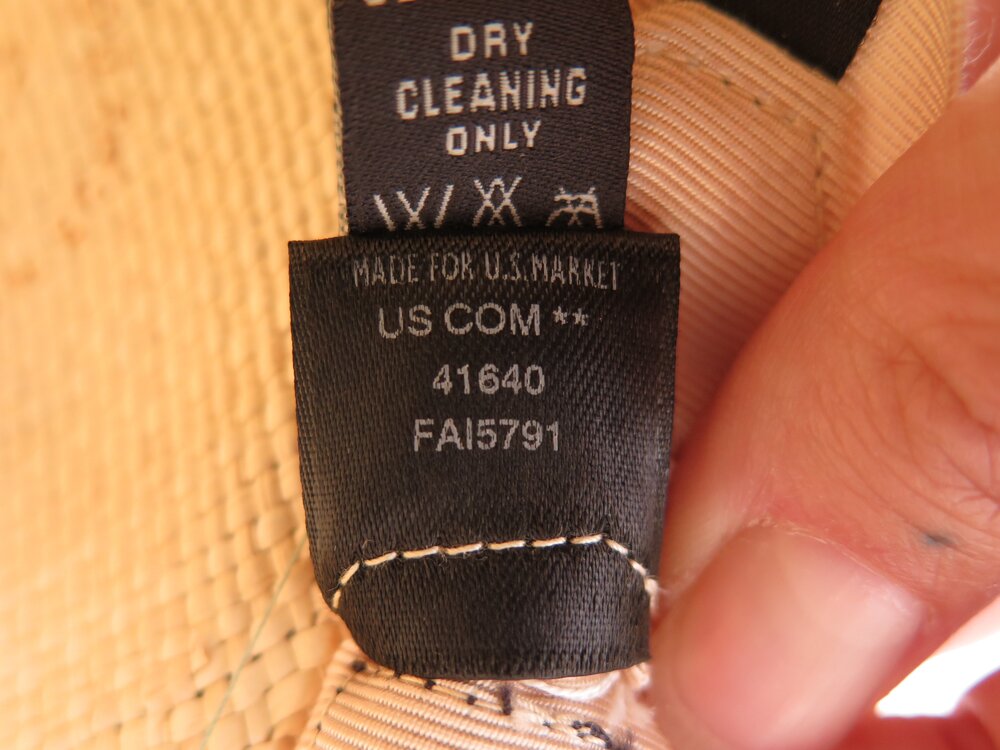 DRY
CLEANING
ONLY
MADE FOR U.S. MARKET
US COM **
41640
FAI5791